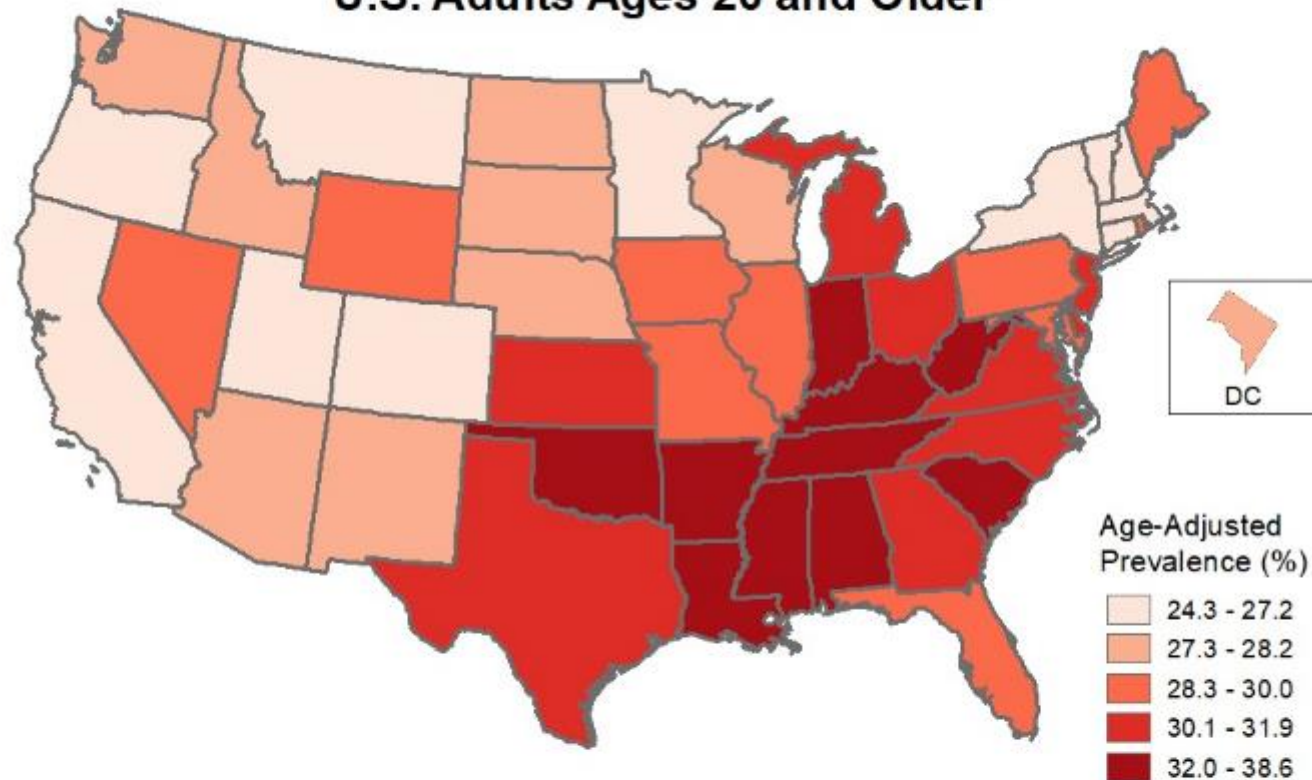 U.S. Adults Ages 20 and Older
DC
Age-Adjusted
Prevalence (%)
24.3 - 27.2
27.3 - 28.2
28.3 - 30.0
30.1 - 31.9
32.0 - 38.6